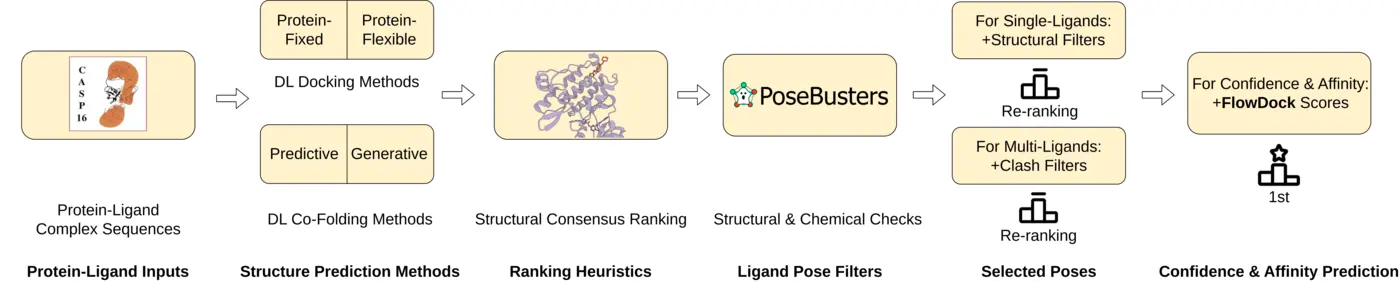 C
A
S
P
16
Protein-Ligand
Complex Sequences
Protein-Ligand Inputs
Protein-
Fixed
Protein-
Flexible
DL Docking Methods
Predictive
Generative
DL Co-Folding Methods
Structure Prediction Methods
Structural Consensus Ranking
Ranking Heuristics
PoseBusters
Structural & Chemical Checks
Ligand Pose Filters
For Single-Ligands:
+Structural Filters
Re-ranking
For Multi-Ligands:
+Clash Filters
Re-ranking
Selected Poses
For Confidence & Affinity:
+FlowDock Scores
1st
Confidence & Affinity Prediction